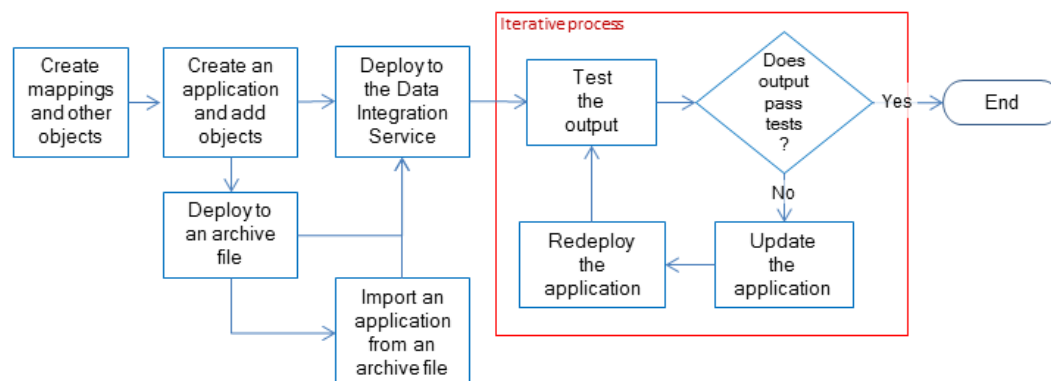 Iterative process
Create
mappings
and other
objects
Create an
application
and add
objects
Deploy to
the Data
Integration
Service
Test
the
output
Does
output
pass
tests
?
Yes
End
No
Deploy to
an archive
file
Redeploy
the
application
Update
the
application
Import an
application
from an
archive file